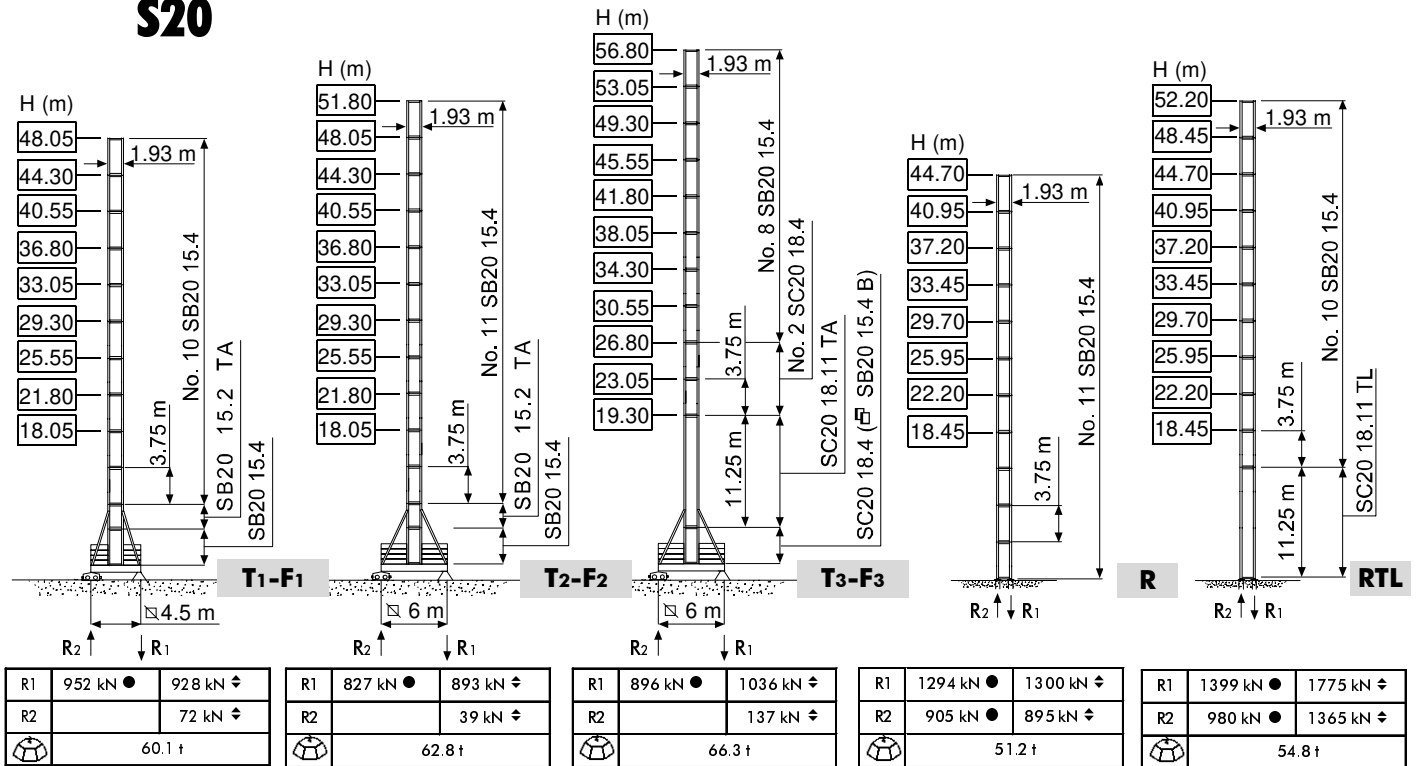 S20
H (m)
48.05
44.30
40.55
36.80
33.05
29.30
25.55
21.80
18.05
1.93 m
No. 10 SB20 15.4
3.75 m
SB20 15.2 TA
SB20 15.4
T1-F1
4.5 m
R2
R1
H (m)
51.80
48.05
44.30
40.55
36.80
33.05
29.30
25.55
21.80
18.05
1.93 m
No. 11 SB20 15.4
3.75 m
SB20 15.2 TA
SB20 15.4
T2-F2
6 m
R2
R1
H (m)
56.80
53.05
49.30
45.55
41.80
38.05
34.30
30.55
26.80
23.05
19.30
1.93 m
No. 8 SB20 15.4
3.75 m
No. 2 SC20 18.4
11.25 m
SC20 18.11 TA
SC20 18.4 ( SB20 15.4 B)
T3-F3
6 m
R2
R1
H (m)
44.70
40.95
37.20
33.45
29.70
25.95
22.20
18.45
1.93 m
No. 11 SB20 15.4
3.75 m
R
R2
R1
H (m)
52.20
48.45
44.70
40.95
37.20
33.45
29.70
25.95
22.20
18.45
1.93 m
No. 10 SB20 15.4
3.75 m
11.25 m
SC20 18.11 TL
RTL
R2
R1
R1 952 kN ● 928 kN
R2 72 kN
60.1 t
R1 827 kN ● 893 kN
R2 39 kN
62.8 t
R1 896 kN ● 1036 kN
R2 137 kN
66.3 t
R1 1294 kN ● 1300 kN
R2 905 kN ● 895 kN
51.2 t
R1 1399 kN ● 1775 kN
R2 980 kN ● 1365 kN
54.8 t